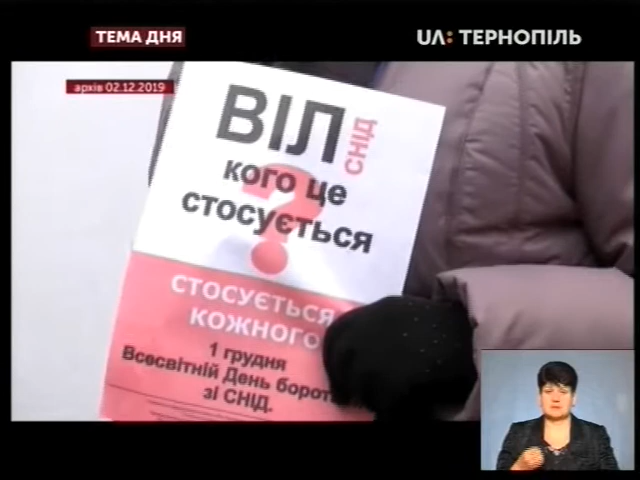 ТЕМА ДНЯ
UA: ТЕРНОПІЛЬ
архів 02.12.2019
ВІЛ
СНІД
?
кого це
стосується
СТОСУЄТЬСЯ
КОЖНОГО
1 грудня
Всесвітній День
зі СНІД.